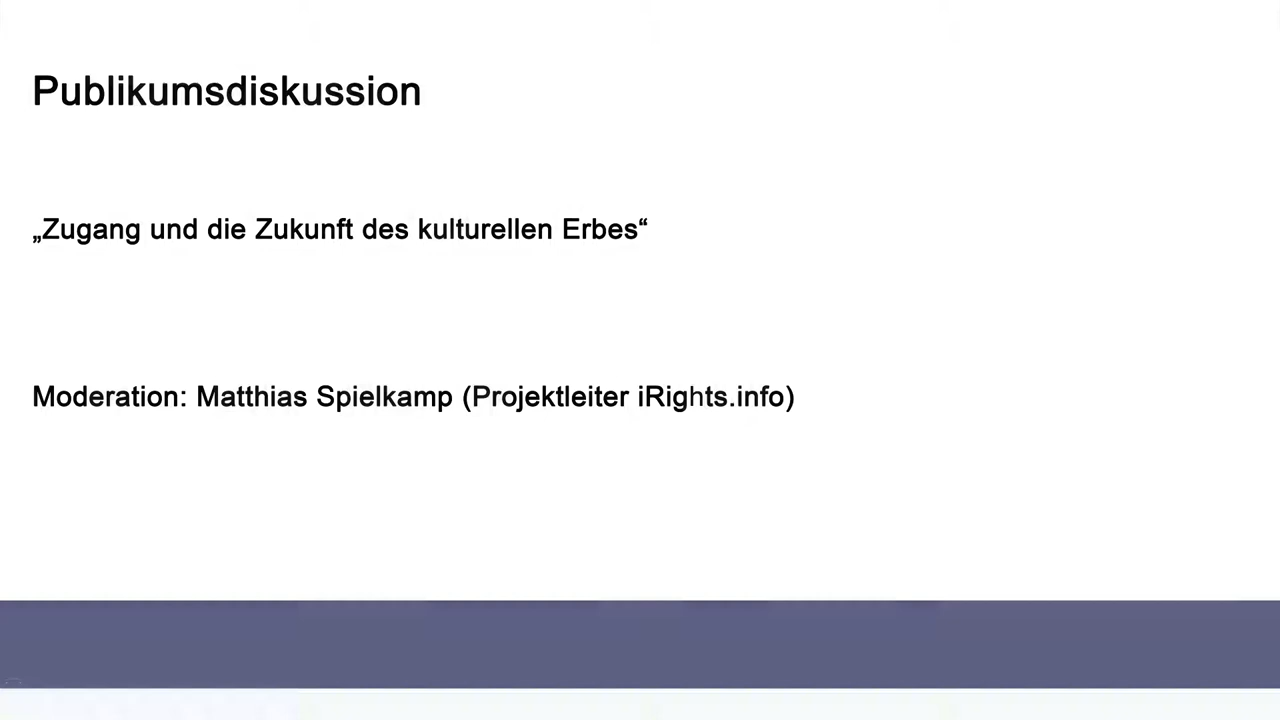 Publikumsdiskussion
„Zugang und die Zukunft des kulturellen Erbes“
Moderation: Matthias Spielkamp (Projektleiter iRights.info)